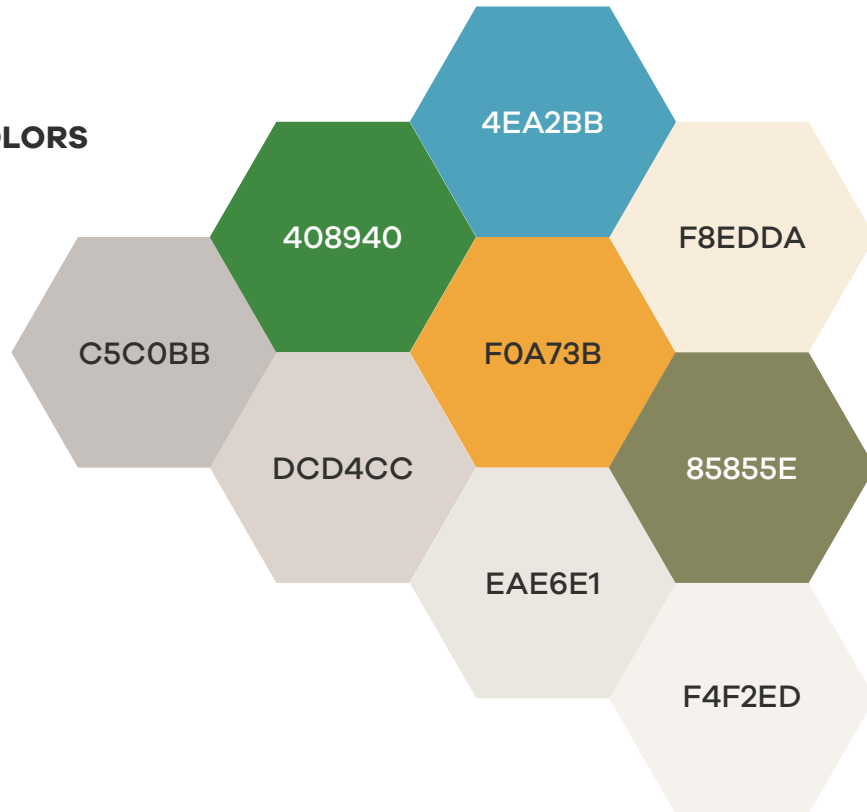 4EA2BB
OLORS
408940
F8EDDA
C5C0BB
F0A73B
DCD4CC
85855E
EAE6E1
F4F2ED